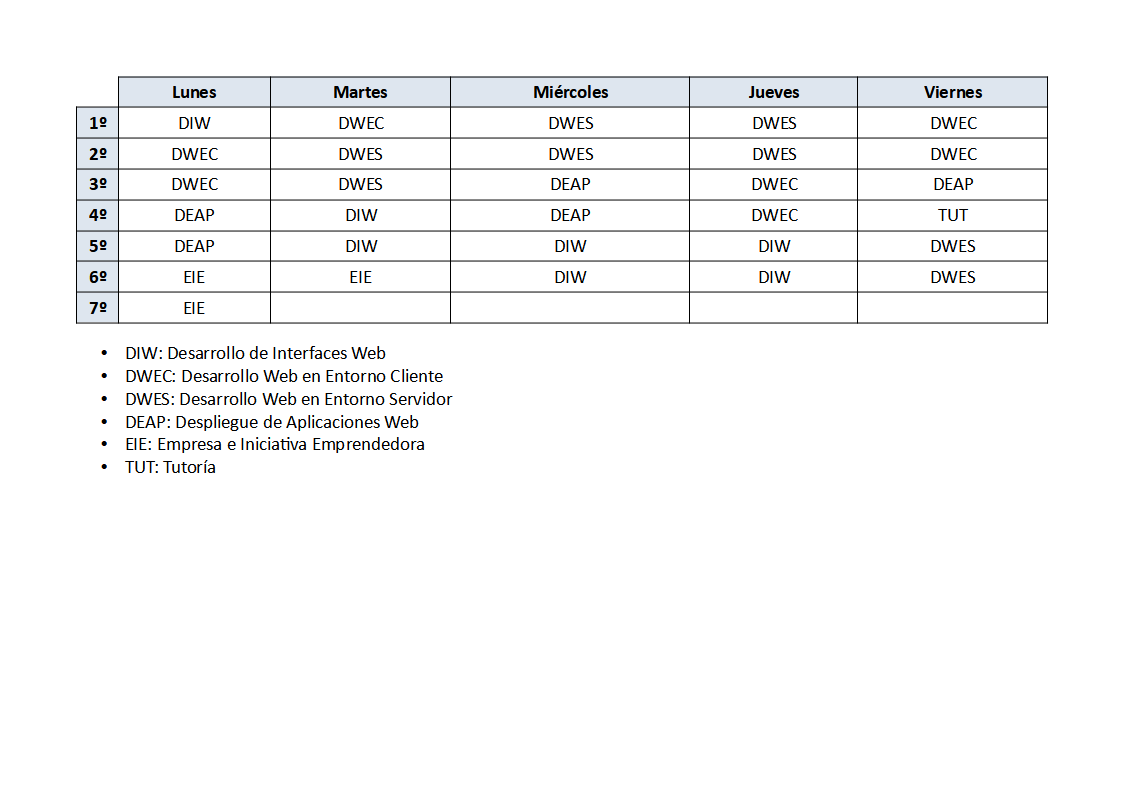 Lunes Martes Miércoles Jueves Viernes
1º DIW DWEC DWES DWES DWEC
2º DWEC DWES DWES DWES DWEC
3º DWEC DWES DEAP DWEC DEAP
4º DEAP DIW DEAP DWEC TUT
5º DEAP DIW DIW DIW DWES
6º EIE EIE DIW DIW DWES
7º EIE
• DIW: Desarrollo de Interfaces Web
• DWEC: Desarrollo Web en Entorno Cliente
• DWES: Desarrollo Web en Entorno Servidor
• DEAP: Despliegue de Aplicaciones Web
• EIE: Empresa e Iniciativa Emprendedora
• TUT: Tutoría